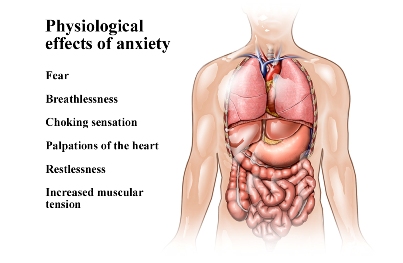 Physiological
effects of anxiety
Fear
Breathlessness
Choking sensation
Palpations of the heart
Restlessness
Increased muscular
tension